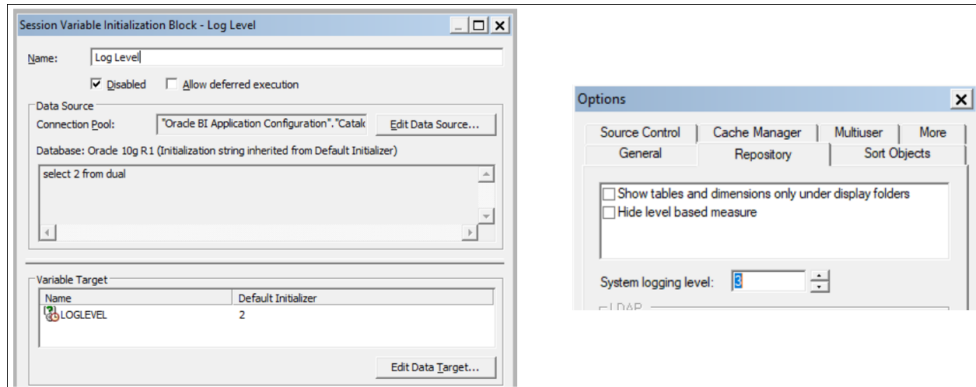 Session Variable Initialization Block - Log Level
Name: Log Level
Disabled Allow deferred execution
Data Source
Connection Pool: "Oracle BI Application Configuration"."Catalo Edit Data Source...
Database: Oracle 10g R1 (Initialization string inherited from Default Initializer)
select 2 from dual
Variable Target
Name Default Initializer
LOGLEVEL 2
Edit Data Target...
Options
Source Control Cache Manager Multiuser More
General Repository Sort Objects
Show tables and dimensions only under display folders
Hide level based measure
System logging level: 3
LDAP